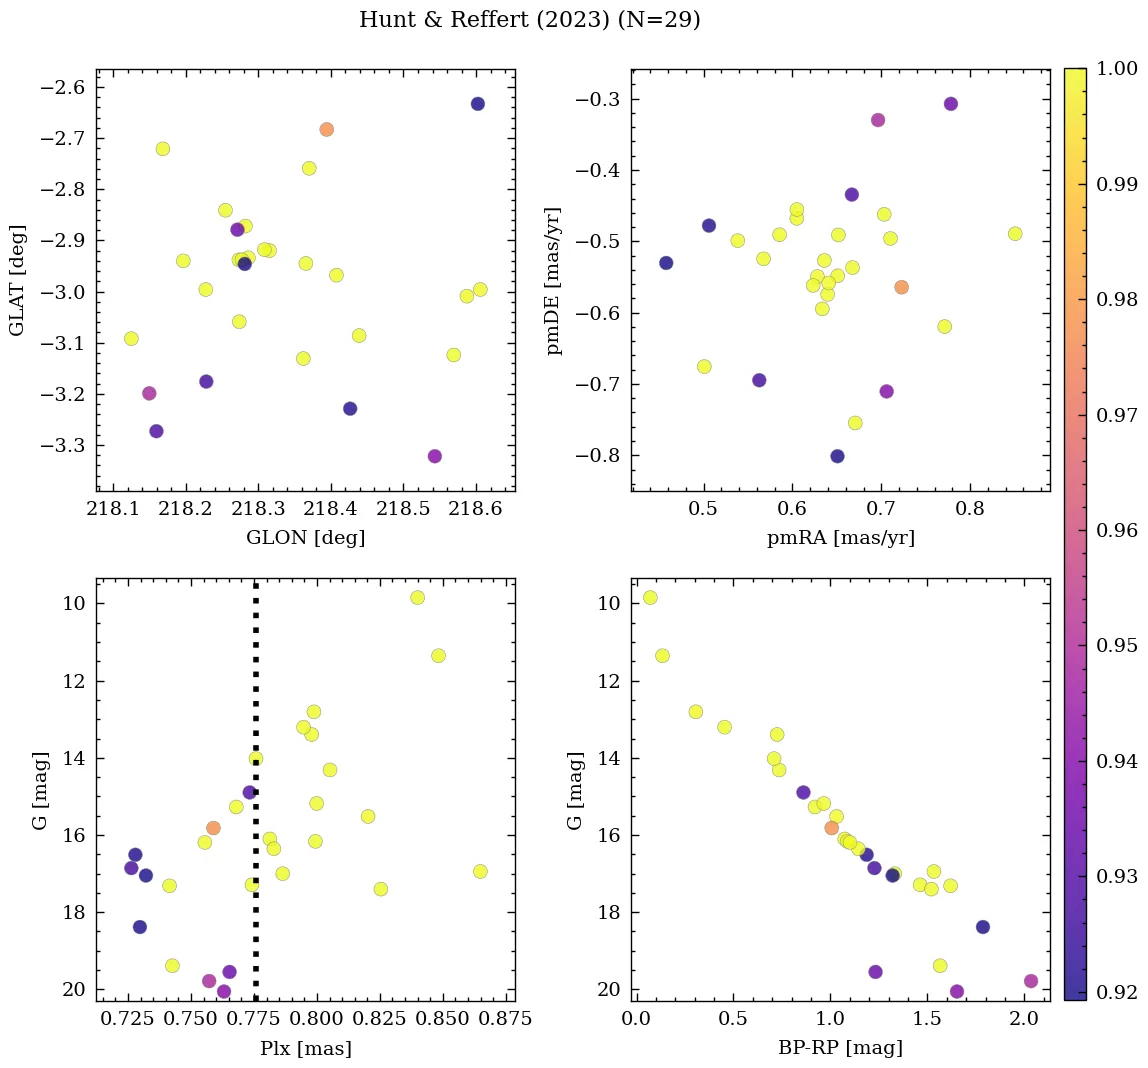 Hunt & Reffert (2023) (N=29)
−2.6
−2.7
−2.8
−2.9
−3.0
−3.1
−3.2
−3.3
GLAT [deg]
218.1 218.2 218.3 218.4 218.5 218.6
GLON [deg]
−0.3
−0.4
−0.5
−0.6
−0.7
−0.8
pmDE [mas/yr]
0.5 0.6 0.7 0.8
pmRA [mas/yr]
10
12
14
16
18
20
G [mag]
0.725 0.750 0.775 0.800 0.825 0.850 0.875
Plx [mas]
10
12
14
16
18
20
G [mag]
0.0 0.5 1.0 1.5 2.0
BP-RP [mag]
1.00
0.99
0.98
0.97
0.96
0.95
0.94
0.93
0.92